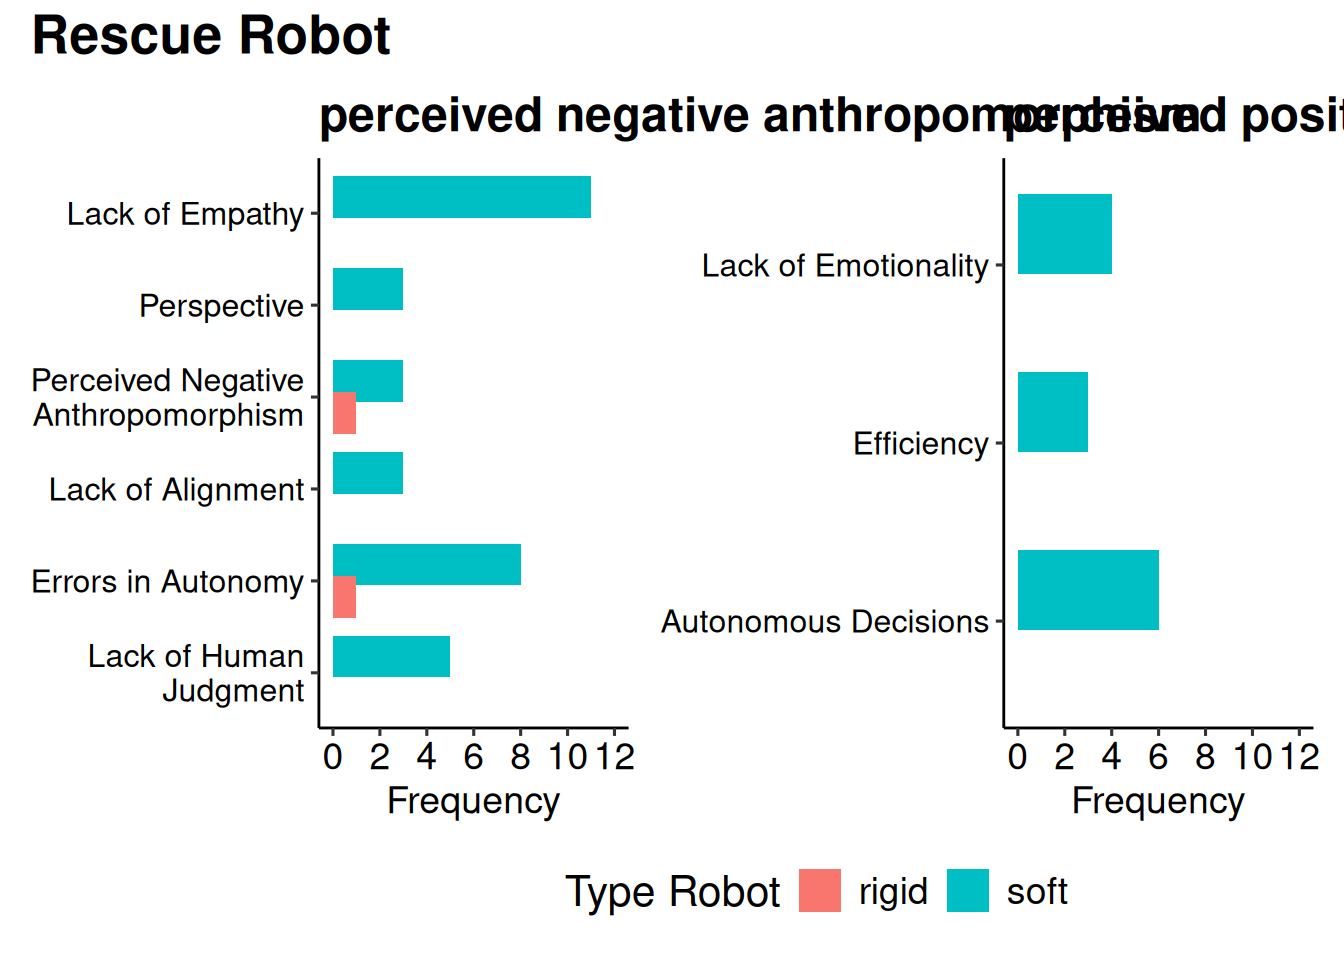 Rescue Robot
perceived negative anthropomorphism
perceived posit
Lack of Empathy
Perspective
Perceived Negative
Anthropomorphism
Lack of Alignment
Errors in Autonomy
Lack of Human
Judgment
0 2 4 6 8 10 12
Frequency
Lack of Emotionality
Efficiency
Autonomous Decisions
0 2 4 6 8 10 12
Frequency
Type Robot rigid soft